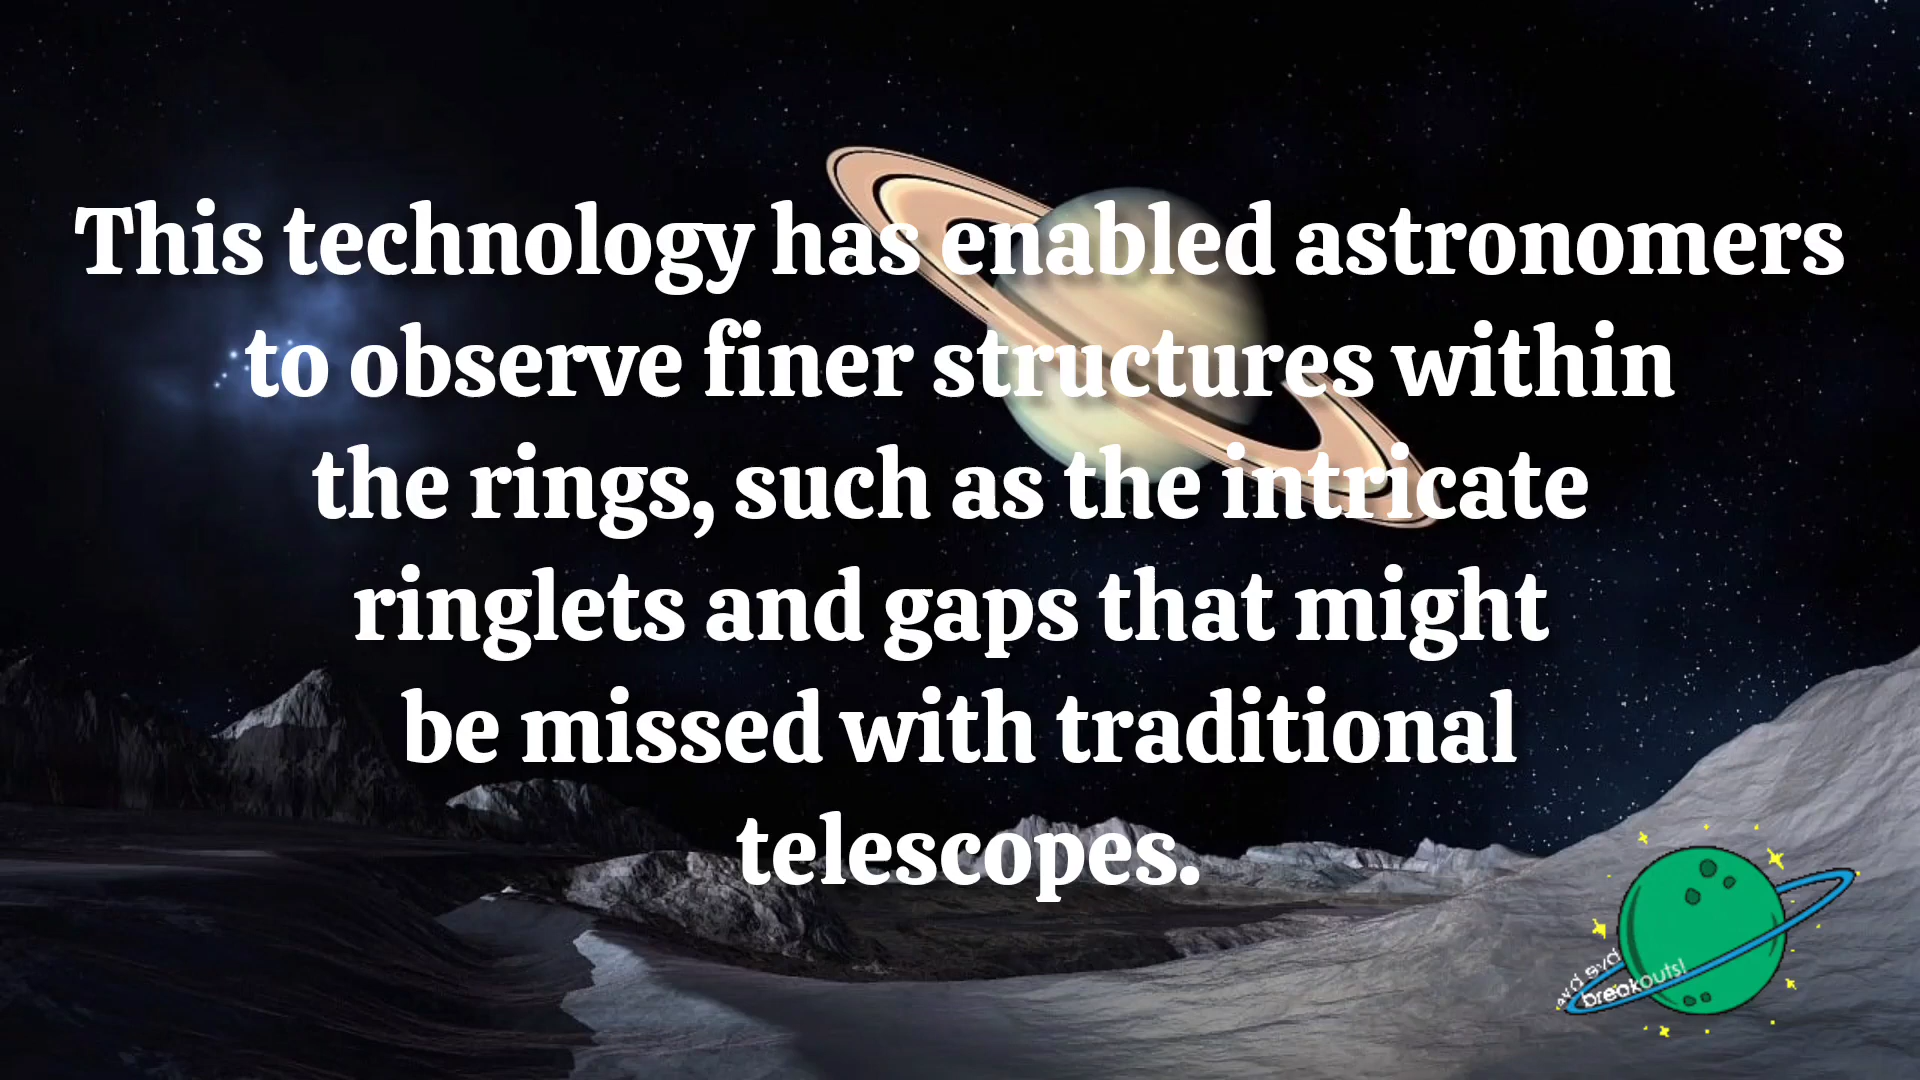 This technology has enabled astronomers
to observe finer structures within
the rings, such as the intricate
ringlets and gaps that might
be missed with traditional
telescopes.
breakouts!